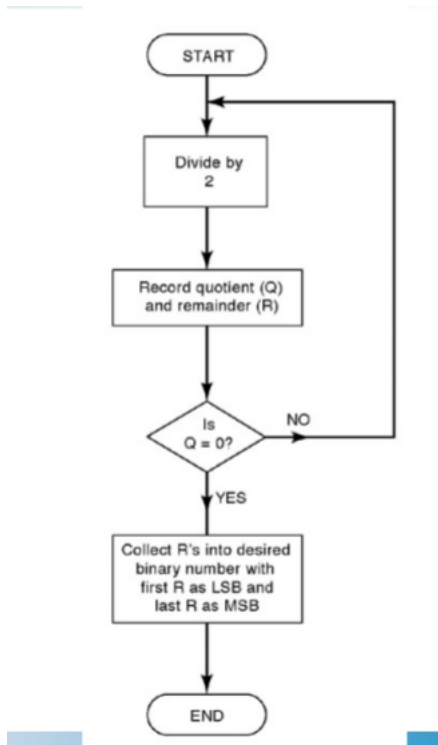 START
Divide by
2
Record quotient (Q)
and remainder (R)
Is
Q = 0?
NO
YES
Collect R's into desired
binary number with
first R as LSB and
last R as MSB
END